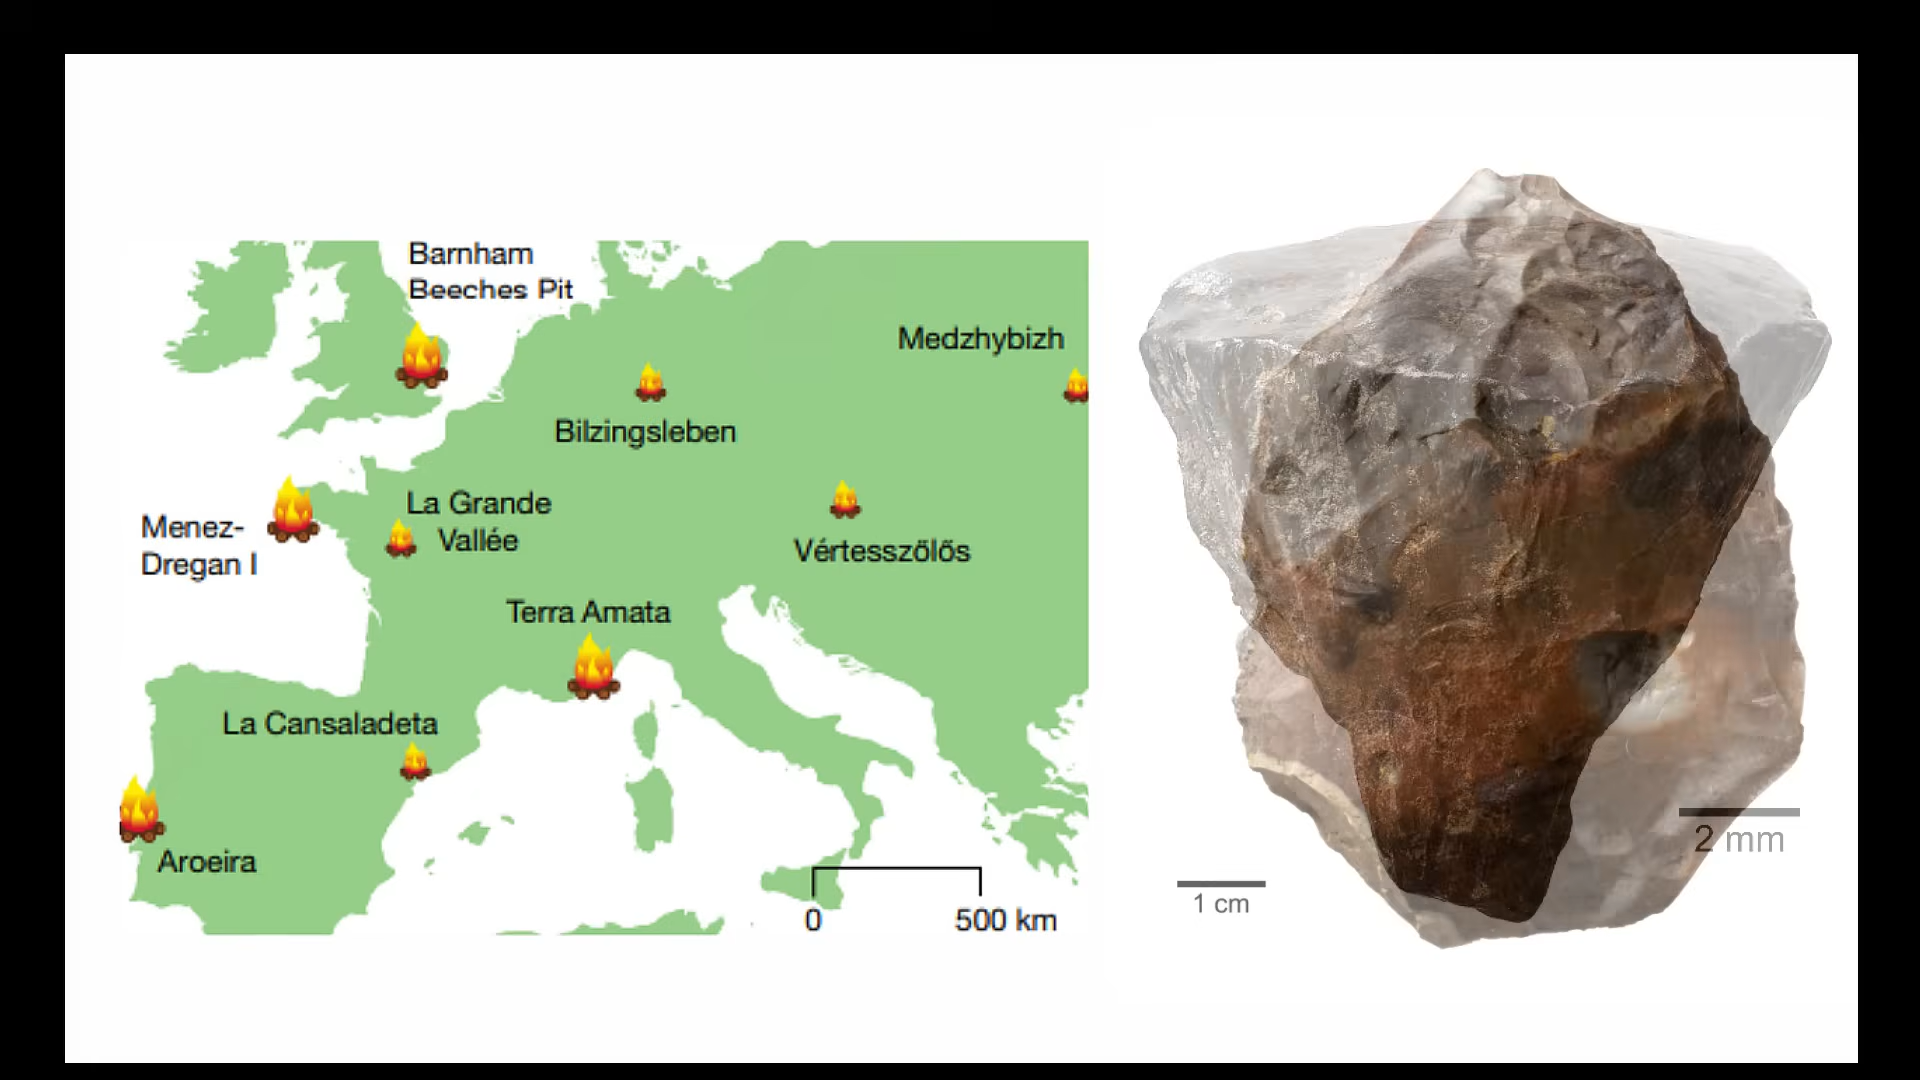 Barnham
Beeches Pit
Medzhybizh
Bilzingsleben
La Grande
Vallée
Menez-
Dregan I
Vértesszőlős
Terra Amata
La Cansaladeta
Aroeira
0 500 km
2 mm
1 cm